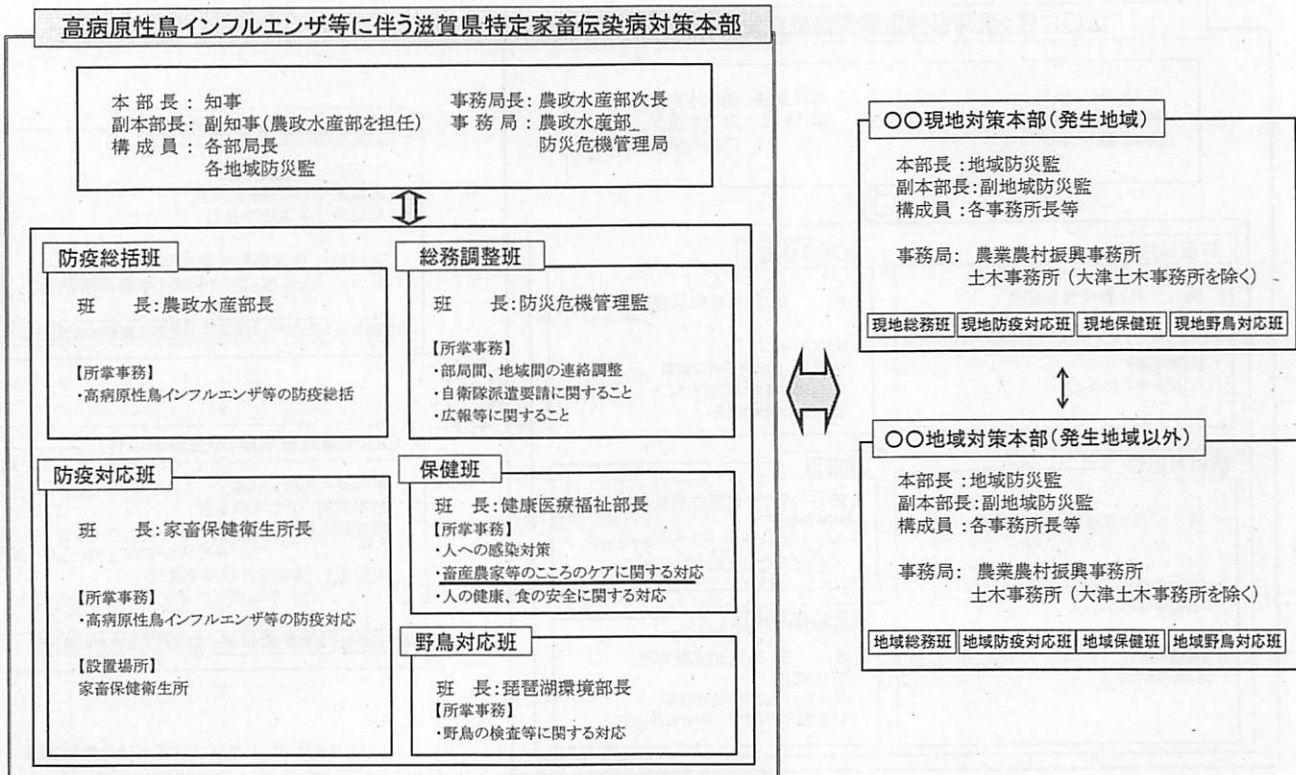 高病原性鳥インフルエンザ等に伴う滋賀県特定家畜伝染病対策本部
本 部 長 : 知事
副本部長: 副知事(農政水産部を担任)
構 成 員 : 各部局長
各地域防災監
事務局長: 農政水産部次長
事 務 局 : 農政水産部
防災危機管理局
防疫総括班
班　　長:農政水産部長
【所掌事務】
・高病原性鳥インフルエンザ等の防疫総括
総務調整班
班　　長:防災危機管理監
【所掌事務】
・部局間、地域間の連絡調整
・自衛隊派遣要請に関すること
・広報等に関すること
防疫対応班
班　　長:家畜保健衛生所長
【所掌事務】
・高病原性鳥インフルエンザ等の防疫対応
【設置場所】
家畜保健衛生所
保健班
班　長:健康医療福祉部長
【所掌事務】
・人への感染対策
・畜産農家等のこころのケアに関する対応
・人の健康、食の安全に関する対応
野鳥対応班
班　長:琵琶湖環境部長
【所掌事務】
・野鳥の検査等に関する対応
〇〇現地対策本部(発生地域)
本部長 :地域防災監
副本部長:副地域防災監
構成員 :各事務所長等
事務局: 農業農村振興事務所
土木事務所 (大津土木事務所を除く)
現地総務班 現地防疫対応班 現地保健班 現地野鳥対応班
〇〇地域対策本部(発生地域以外)
本部長 :地域防災監
副本部長:副地域防災監
構成員 :各事務所長等
事務局: 農業農村振興事務所
土木事務所 (大津土木事務所を除く)
地域総務班 地域防疫対応班 地域保健班 地域野鳥対応班